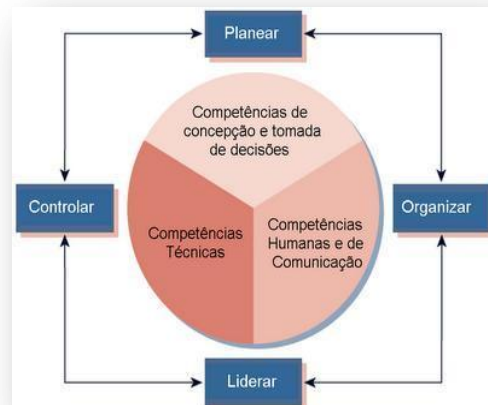 Planear
Competências de
concepção e tomada
de decisões
Controlar
Organizar
Competências
Técnicas
Competências
Humanas e de
Comunicação
Liderar